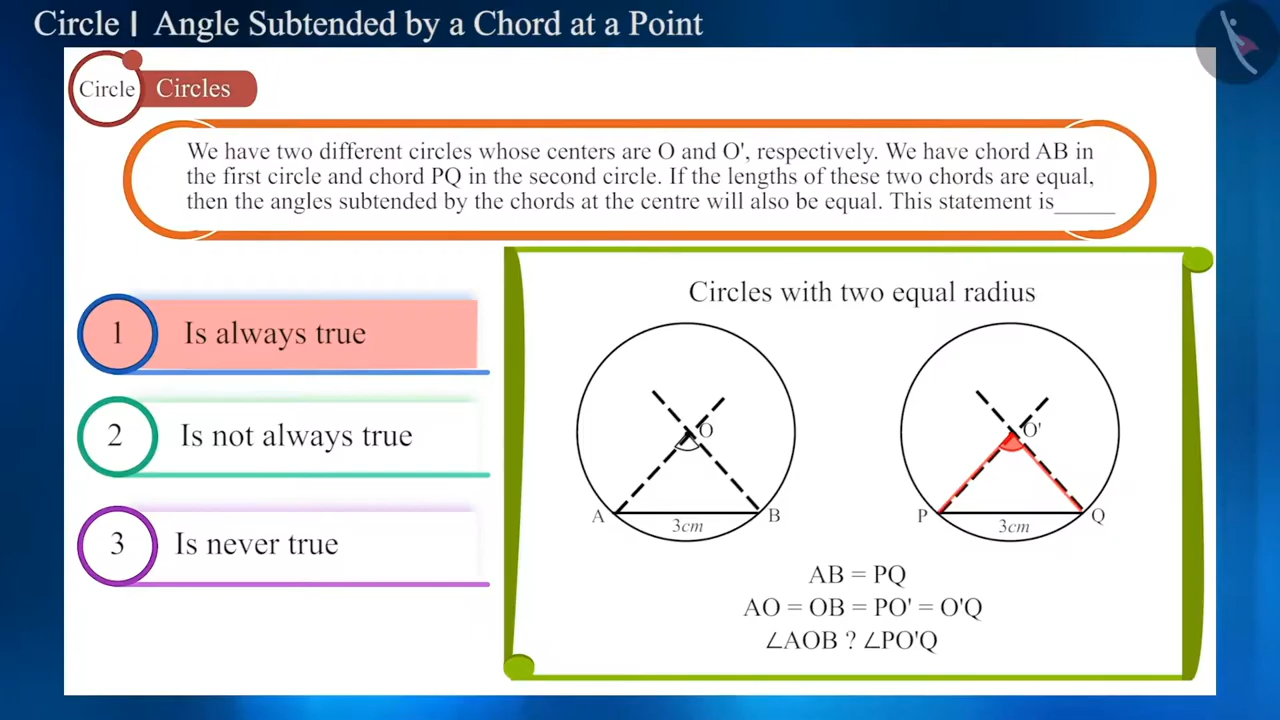 Circle | Angle Subtended by a Chord at a Point
Circle
Circles
We have two different circles whose centers are O and O', respectively. We have chord AB in
the first circle and chord PQ in the second circle. If the lengths of these two chords are equal,
then the angles subtended by the chords at the centre will also be equal. This statement is_____
1 Is always true
2 Is not always true
3 Is never true
Circles with two equal radius
O
A
B
3cm
O'
P
Q
3cm
AB = PQ
AO = OB = PO' = O'Q
∠AOB ? ∠PO'Q